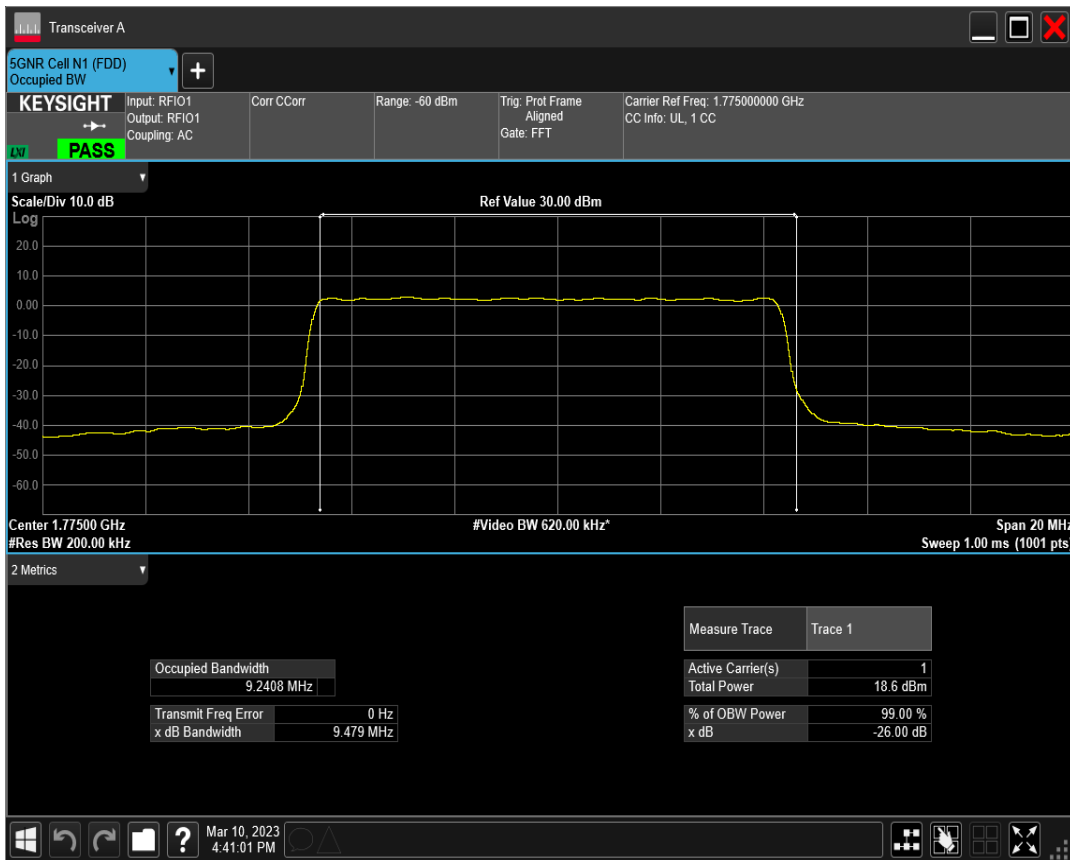 Transceiver A
5GNR Cell N1 (FDD)
Occupied BW
+
KEYSIGHT
LXI
PASS
Input: RFIO1
Output: RFIO1
Coupling: AC
Corr CCorr
Range: -60 dBm
Trig: Prot Frame
Aligned
Gate: FFT
Carrier Ref Freq: 1.775000000 GHz
CC Info: UL, 1 CC
1 Graph
Scale/Div 10.0 dB
Ref Value 30.00 dBm
Log
20.0
10.0
0.00
-10.0
-20.0
-30.0
-40.0
-50.0
-60.0
Center 1.77500 GHz
#Video BW 620.00 kHz*
Span 20 MHz
#Res BW 200.00 kHz
Sweep 1.00 ms (1001 pts)
2 Metrics
Measure Trace Trace 1
Occupied Bandwidth
9.2408 MHz
Active Carrier(s) 1
Total Power 18.6 dBm
Transmit Freq Error 0 Hz
x dB Bandwidth 9.479 MHz
% of OBW Power 99.00 %
x dB -26.00 dB
?
Mar 10, 2023
4:41:01 PM